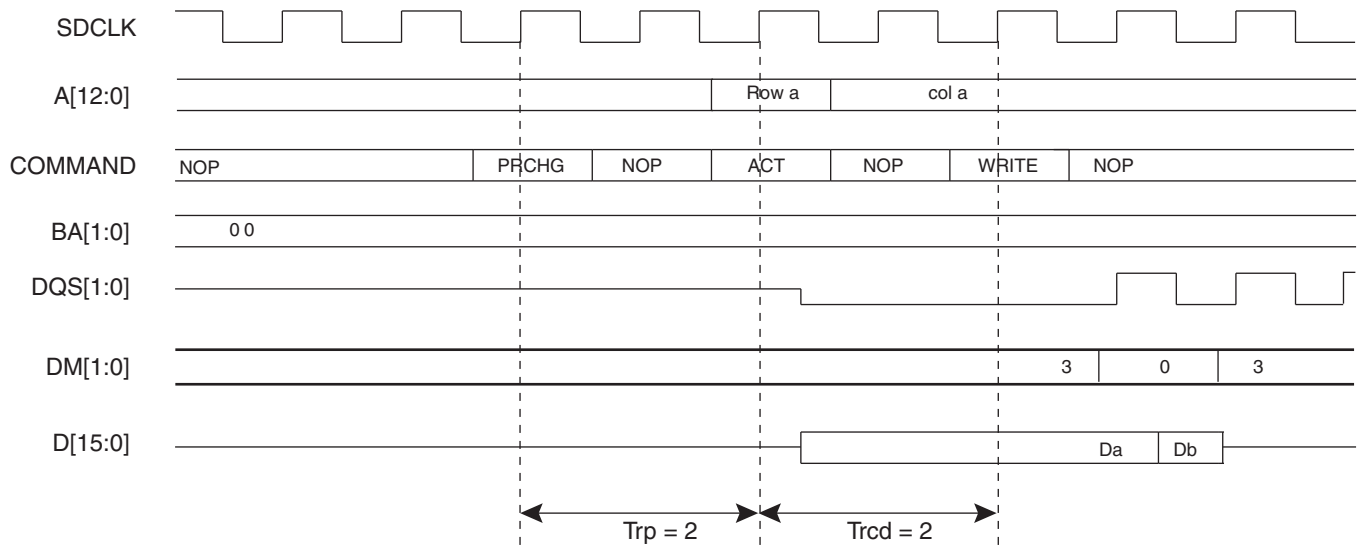 SDCLK
A[12:0] Row a col a
COMMAND NOP PRCHG NOP ACT NOP WRITE NOP
BA[1:0] 0 0
DQS[1:0]
DM[1:0] 3 0 3
D[15:0] Da Db
Trp = 2 Trcd = 2